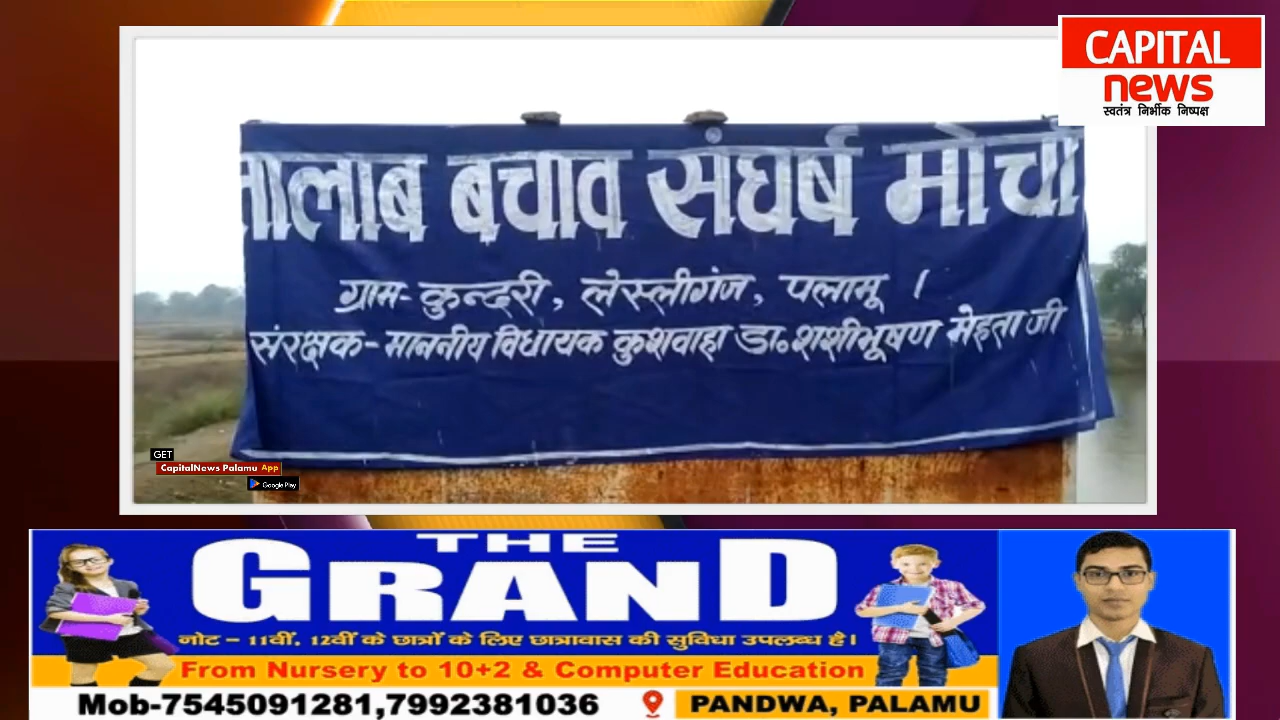 CAPITAL
news
स्वतंत्र निर्भीक निष्पक्ष
तालाब बचाव संघर्ष मोर्चा
ग्राम- कुन्दरी, लेस्लीगंज, पलामू ।
संरक्षक- माननीय विधायक कुशवाहा डा॰ शशीभूषण मेहता जी
GET
CapitalNews Palamu App
Google Play
THE
GRAND
नोट - 11वीं, 12वीं के छात्रों के लिए छात्रावास की सुविधा उपलब्ध है।
From Nursery to 10+2 & Computer Education
Mob-7545091281,7992381036
PANDWA, PALAMU